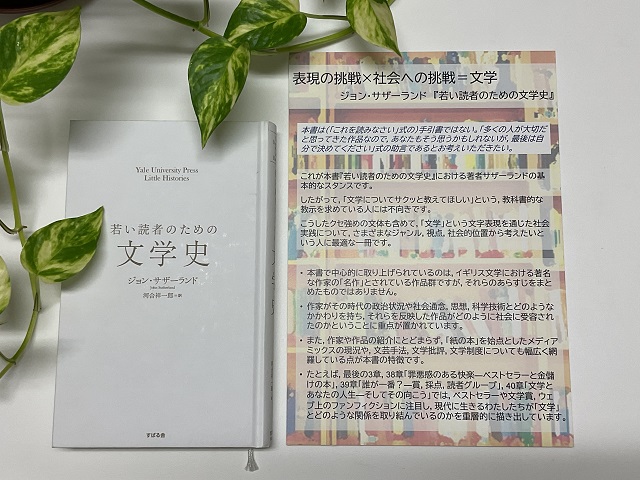 Yale University Press
Little Histories
若い読者のための
文学史
ジョン・サザーランド
John Sutherland
河合祥一郎=訳
すばる舎
表現の挑戦×社会への挑戦=文学
ジョン・サザーランド 『若い読者のための文学史』
本書は(「これを読みなさい」式の)手引書ではない。「多くの人が大切だ
と思ってきた作品なので、あなたもそう思うかもしれないが、最後は自
分で決めてください」式の助言であるとお考えいただきたい。
これが本書『若い読者のための文学史』における著者サザーランドの基
本的なスタンスです。
したがって、「文学についてサクッと教えてほしい」という、教科書的な
教示を求めている人には不向きです。
こうしたクセ強めの文体も含めて、「文学」という文字表現を通じた社会
実践について、さまざまなジャンル、視点、社会的位置から考えたいと
いう人に最適な一冊です。
・本書で中心的に取り上げられているのは、イギリス文学における著名
な作家の「名作」とされている作品群ですが、それらのあらすじをまと
めたものではありません。
・作家がその時代の政治状況や社会通念、思想、科学技術とどのような
かかわりを持ち、それらを反映した作品がどのように社会に受容され
たのかということに重点が置かれています。
・また、作家や作品の紹介にとどまらず、「紙の本」を始点としたメディア
ミックスの現況や、文芸手法、文学批評、文学制度についても幅広く網
羅している点が本書の特徴です。
・たとえば、最後の3章、38章「罪悪感のある快楽―ベストセラーと金儲
けの本」、39章「誰が一番?―賞、採点、読者グループ」、40章「文学と
あなたの人生―そしてその向こう」では、ベストセラーや文学賞、ウェ
ブ上のファンフィクションに注目し、現代に生きるわたしたちが「文学」
とどのような関係を取り結んでいるのかを重層的に描き出しています。